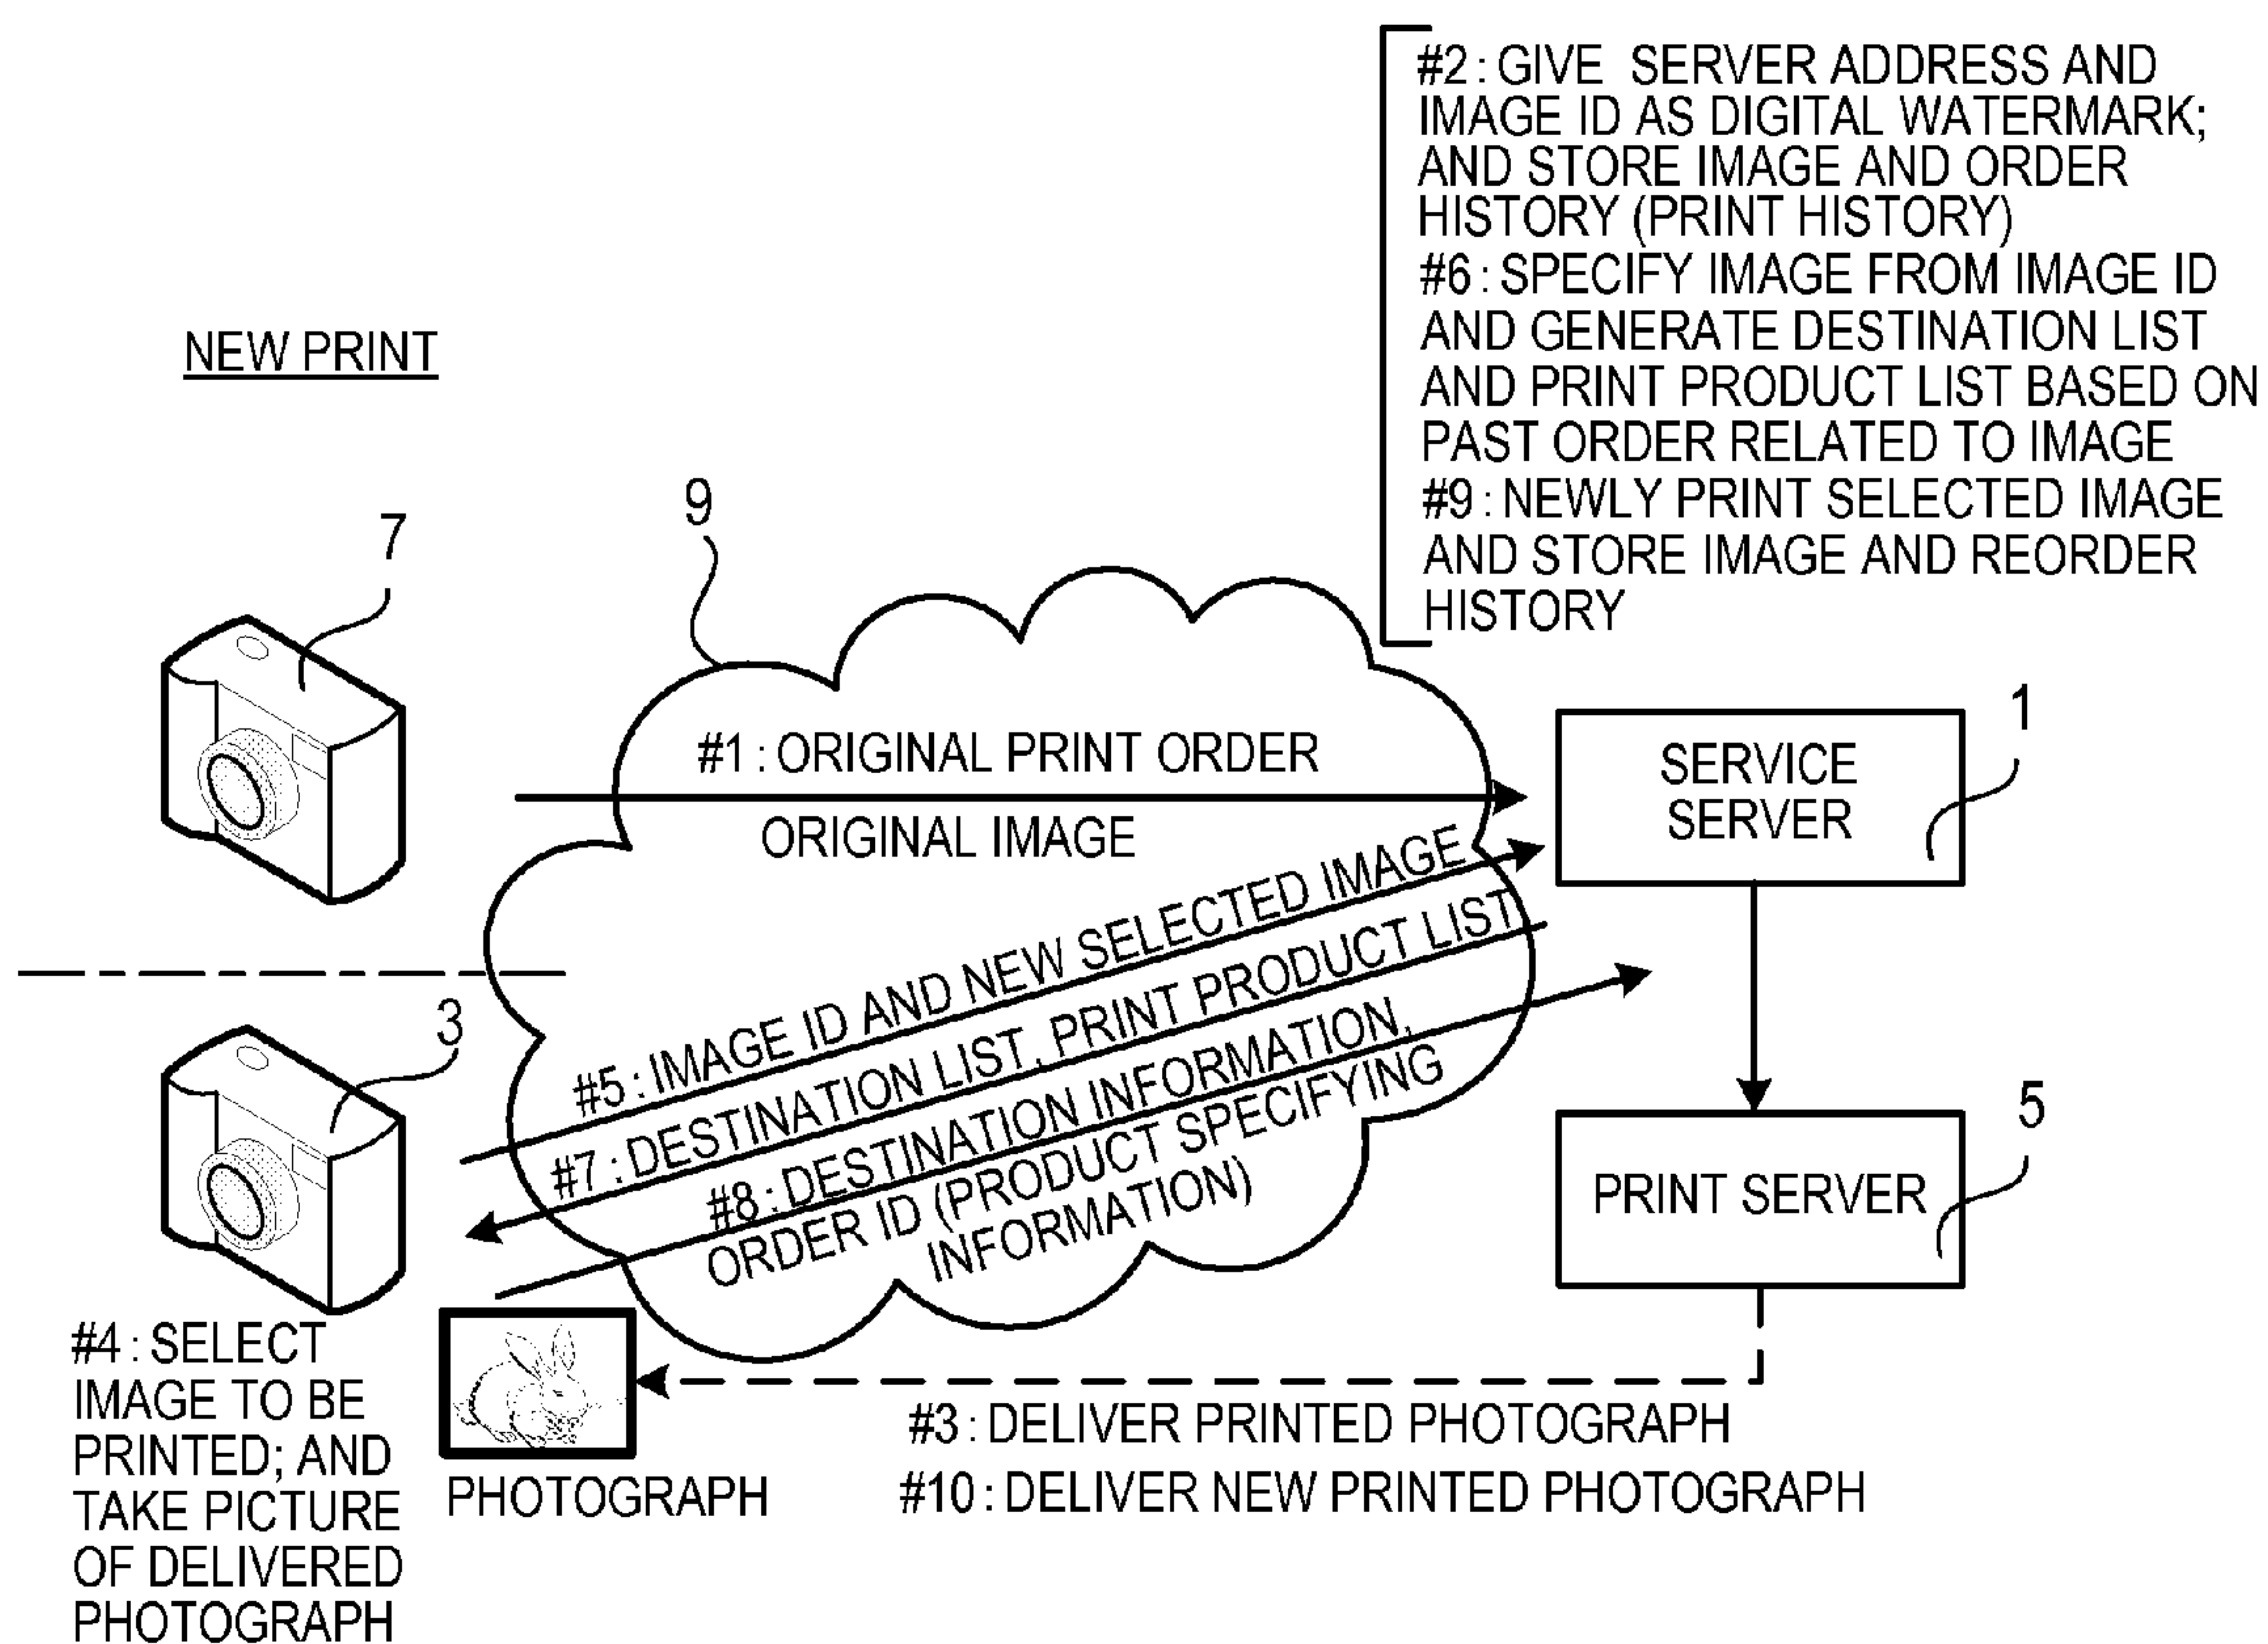 #2 : GIVE SERVER ADDRESS AND
IMAGE ID AS DIGITAL WATERMARK;
AND STORE IMAGE AND ORDER
HISTORY (PRINT HISTORY)
#6 : SPECIFY IMAGE FROM IMAGE ID
AND GENERATE DESTINATION LIST
AND PRINT PRODUCT LIST BASED ON
PAST ORDER RELATED TO IMAGE
#9 : NEWLY PRINT SELECTED IMAGE
AND STORE IMAGE AND REORDER
HISTORY
NEW PRINT
7
9
#1 : ORIGINAL PRINT ORDER
ORIGINAL IMAGE
1
SERVICE
SERVER
3
#5 : IMAGE ID AND NEW SELECTED IMAGE
#7 : DESTINATION LIST, PRINT PRODUCT LIST
#8 : DESTINATION INFORMATION,
ORDER ID (PRODUCT SPECIFYING
INFORMATION)
5
PRINT SERVER
#4 : SELECT
IMAGE TO BE
PRINTED; AND
TAKE PICTURE
OF DELIVERED
PHOTOGRAPH
PHOTOGRAPH
#3 : DELIVER PRINTED PHOTOGRAPH
#10 : DELIVER NEW PRINTED PHOTOGRAPH